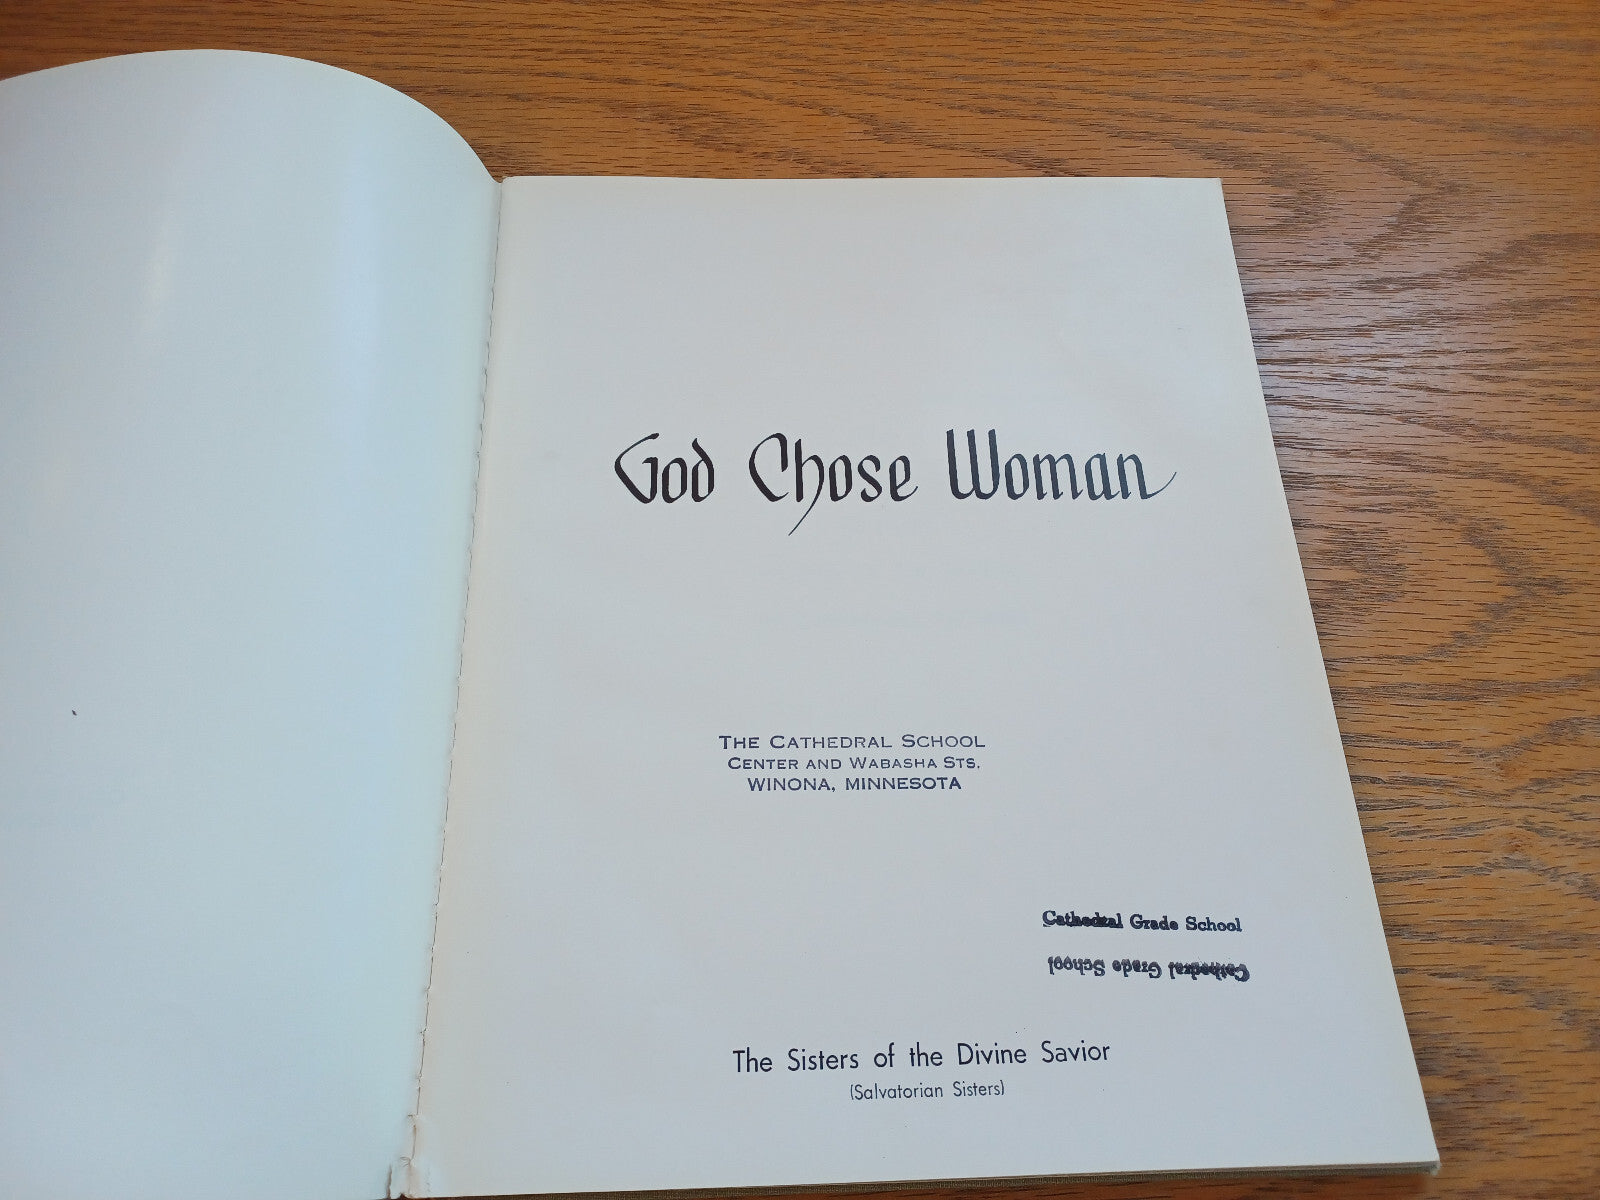 God Chose Woman
THE CATHEDRAL SCHOOL
CENTER AND WABASHA STS.
WINONA, MINNESOTA
Cathedral Grade School
Cathedral Grade School
The Sisters of the Divine Savior
(Salvatorian Sisters)